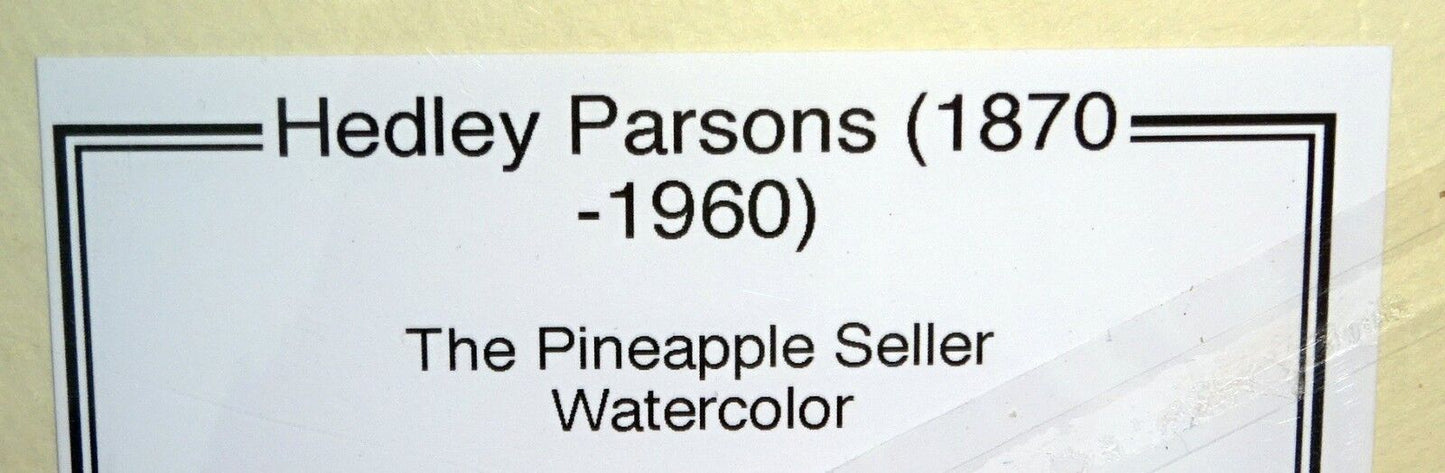 Hedley Parsons (1870
-1960)
The Pineapple Seller
Watercolor